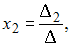 x₂ = Δ₂/Δ,